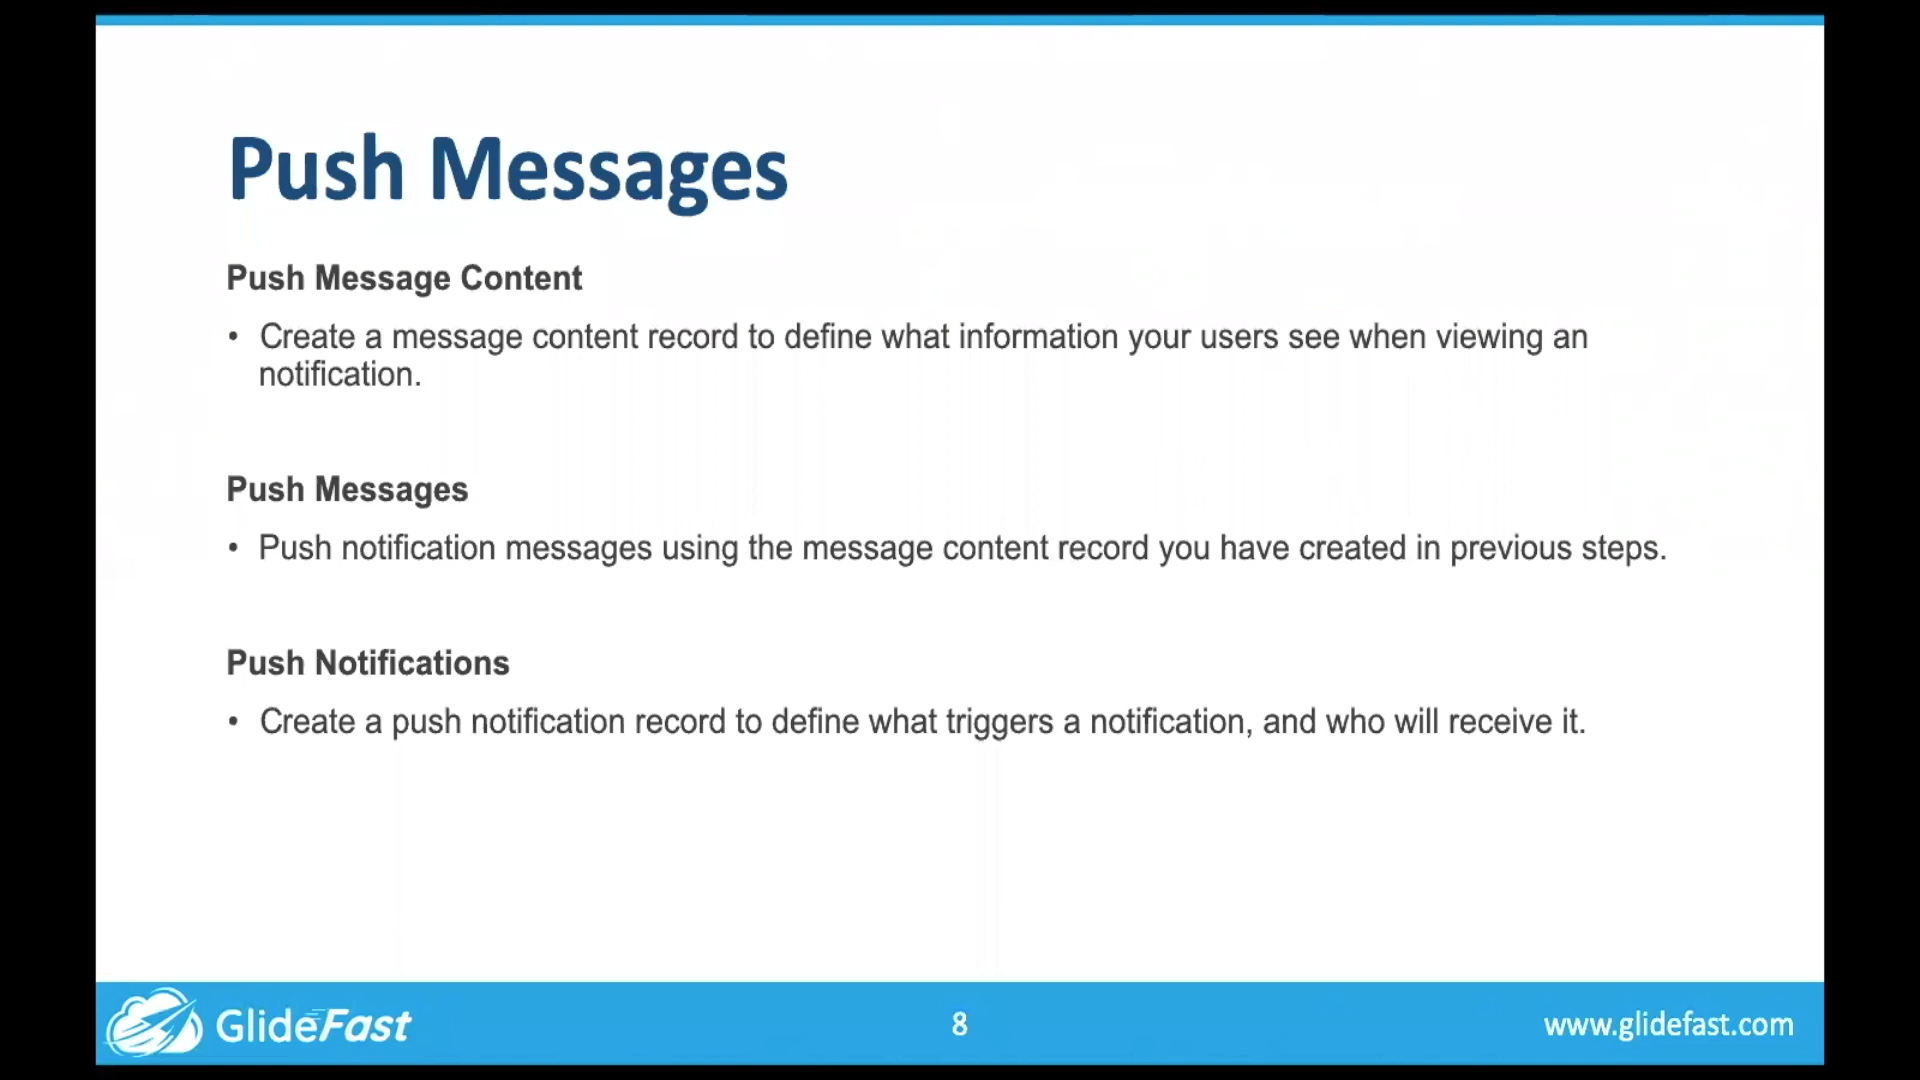 Push Messages
Push Message Content
• Create a message content record to define what information your users see when viewing an
notification.
Push Messages
• Push notification messages using the message content record you have created in previous steps.
Push Notifications
• Create a push notification record to define what triggers a notification, and who will receive it.
GlideFast
8
www.glidefast.com